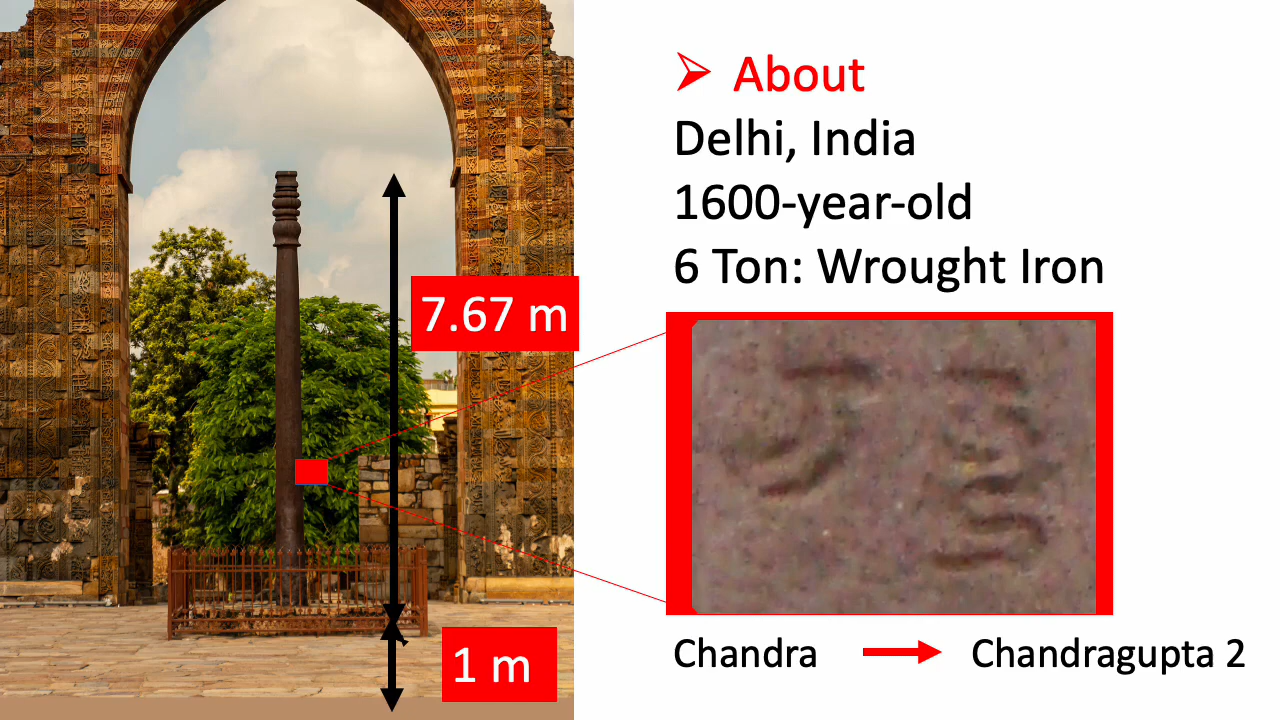 About
Delhi, India
1600-year-old
6 Ton: Wrought Iron
7.67 m
1 m
Chandra
Chandragupta 2